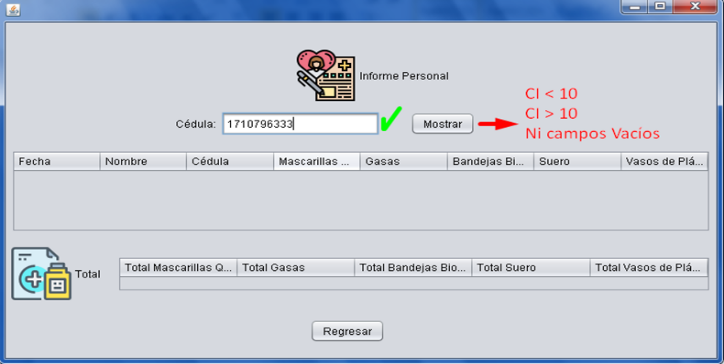 Informe Personal
CI < 10
CI > 10
Ni campos Vacíos
Cédula: 1710796333 Mostrar
Fecha Nombre Cédula Mascarillas ... Gasas Bandejas Bi... Suero Vasos de Plá...
Total
Total Mascarillas Q... Total Gasas Total Bandejas Bio... Total Suero Total Vasos de Plá...
Regresar